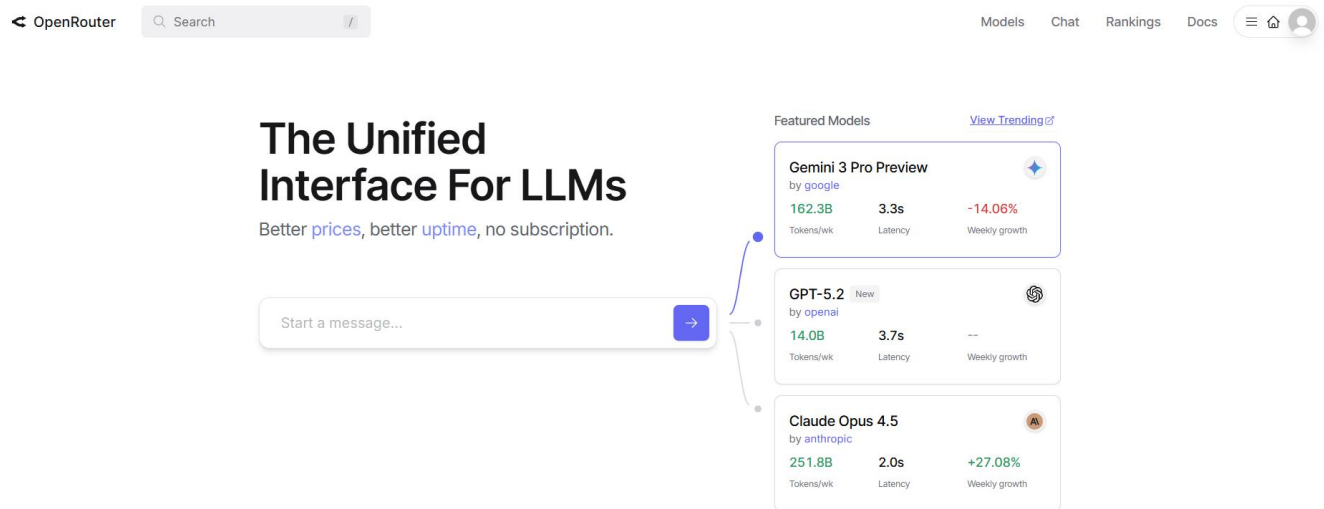 OpenRouter
Search
/
Models
Chat
Rankings
Docs
The Unified
Interface For LLMs
Better prices, better uptime, no subscription.
Start a message...
Featured Models
View Trending
Gemini 3 Pro Preview
by google
162.3B 3.3s -14.06%
Tokens/wk Latency Weekly growth
GPT-5.2 New
by openai
14.0B 3.7s --
Tokens/wk Latency Weekly growth
Claude Opus 4.5
by anthropic
251.8B 2.0s +27.08%
Tokens/wk Latency Weekly growth